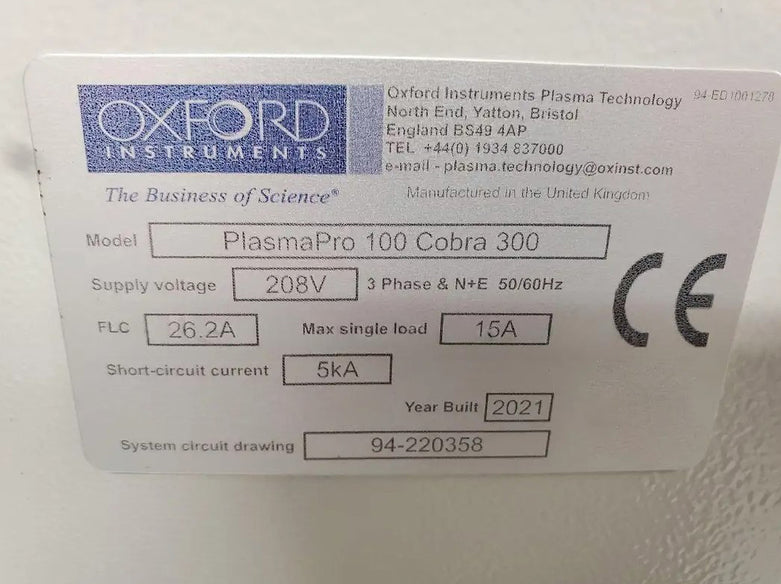 OXFORD
INSTRUMENTS
The Business of Science®
Oxford Instruments Plasma Technology
North End, Yatton, Bristol
England BS49 4AP
TEL +44(0) 1934 837000
e-mail - plasma.technology@oxinst.com
Manufactured in the United Kingdom
94-ED1001278
Model PlasmaPro 100 Cobra 300
Supply voltage 208V 3 Phase & N+E 50/60Hz
FLC 26.2A Max single load 15A
Short-circuit current 5kA
Year Built 2021
System circuit drawing 94-220358
CE